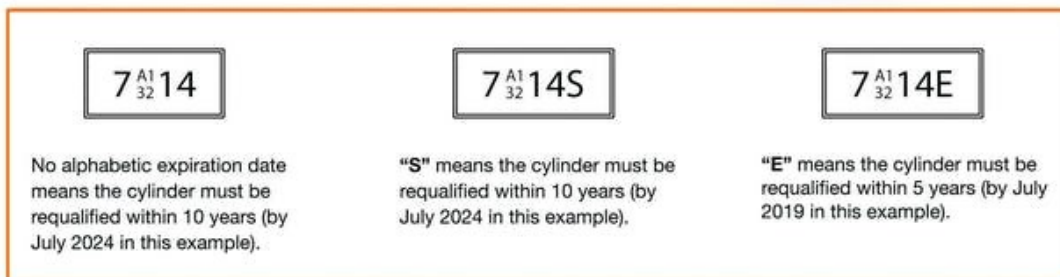 7 A1 32 14
No alphabetic expiration date
means the cylinder must be
requalified within 10 years (by
July 2024 in this example).
7 A1 32 14S
“S” means the cylinder must be
requalified within 10 years (by
July 2024 in this example).
7 A1 32 14E
“E” means the cylinder must be
requalified within 5 years (by July
2019 in this example).